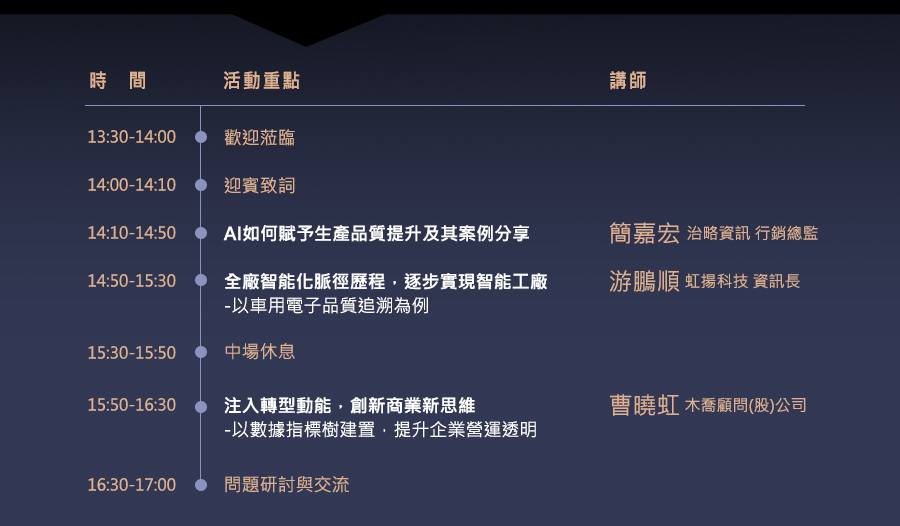 時 間 活動重點 講師
13:30-14:00 歡迎蒞臨
14:00-14:10 迎賓致詞
14:10-14:50 AI如何賦予生產品質提升及其案例分享 簡嘉宏 治略資訊 行銷總監
14:50-15:30 全廠智能化脈徑歷程，逐步實現智能工廠 游鵬順 虹揚科技 資訊長
-以車用電子品質追溯為例
15:30-15:50 中場休息
15:50-16:30 注入轉型動能，創新商業新思維 曹曉虹 木喬顧問(股)公司
-以數據指標樹建置，提升企業營運透明
16:30-17:00 問題研討與交流